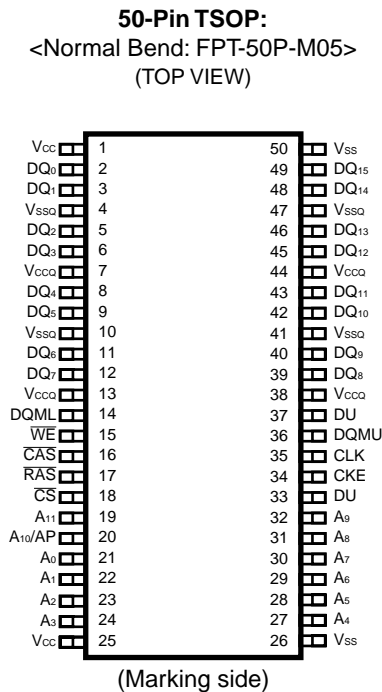 50-Pin TSOP:
<Normal Bend: FPT-50P-M05>
(TOP VIEW)
VCC 1 50 VSS
DQ0 2 49 DQ15
DQ1 3 48 DQ14
VSSQ 4 47 VSSQ
DQ2 5 46 DQ13
DQ3 6 45 DQ12
VCCQ 7 44 VCCQ
DQ4 8 43 DQ11
DQ5 9 42 DQ10
VSSQ 10 41 VSSQ
DQ6 11 40 DQ9
DQ7 12 39 DQ8
VCCQ 13 38 VCCQ
DQML 14 37 DU
W̅E̅ 15 36 DQMU
C̅A̅S̅ 16 35 CLK
R̅A̅S̅ 17 34 CKE
C̅S̅ 18 33 DU
A11 19 32 A9
A10/AP 20 31 A8
A0 21 30 A7
A1 22 29 A6
A2 23 28 A5
A3 24 27 A4
VCC 25 26 VSS
(Marking side)